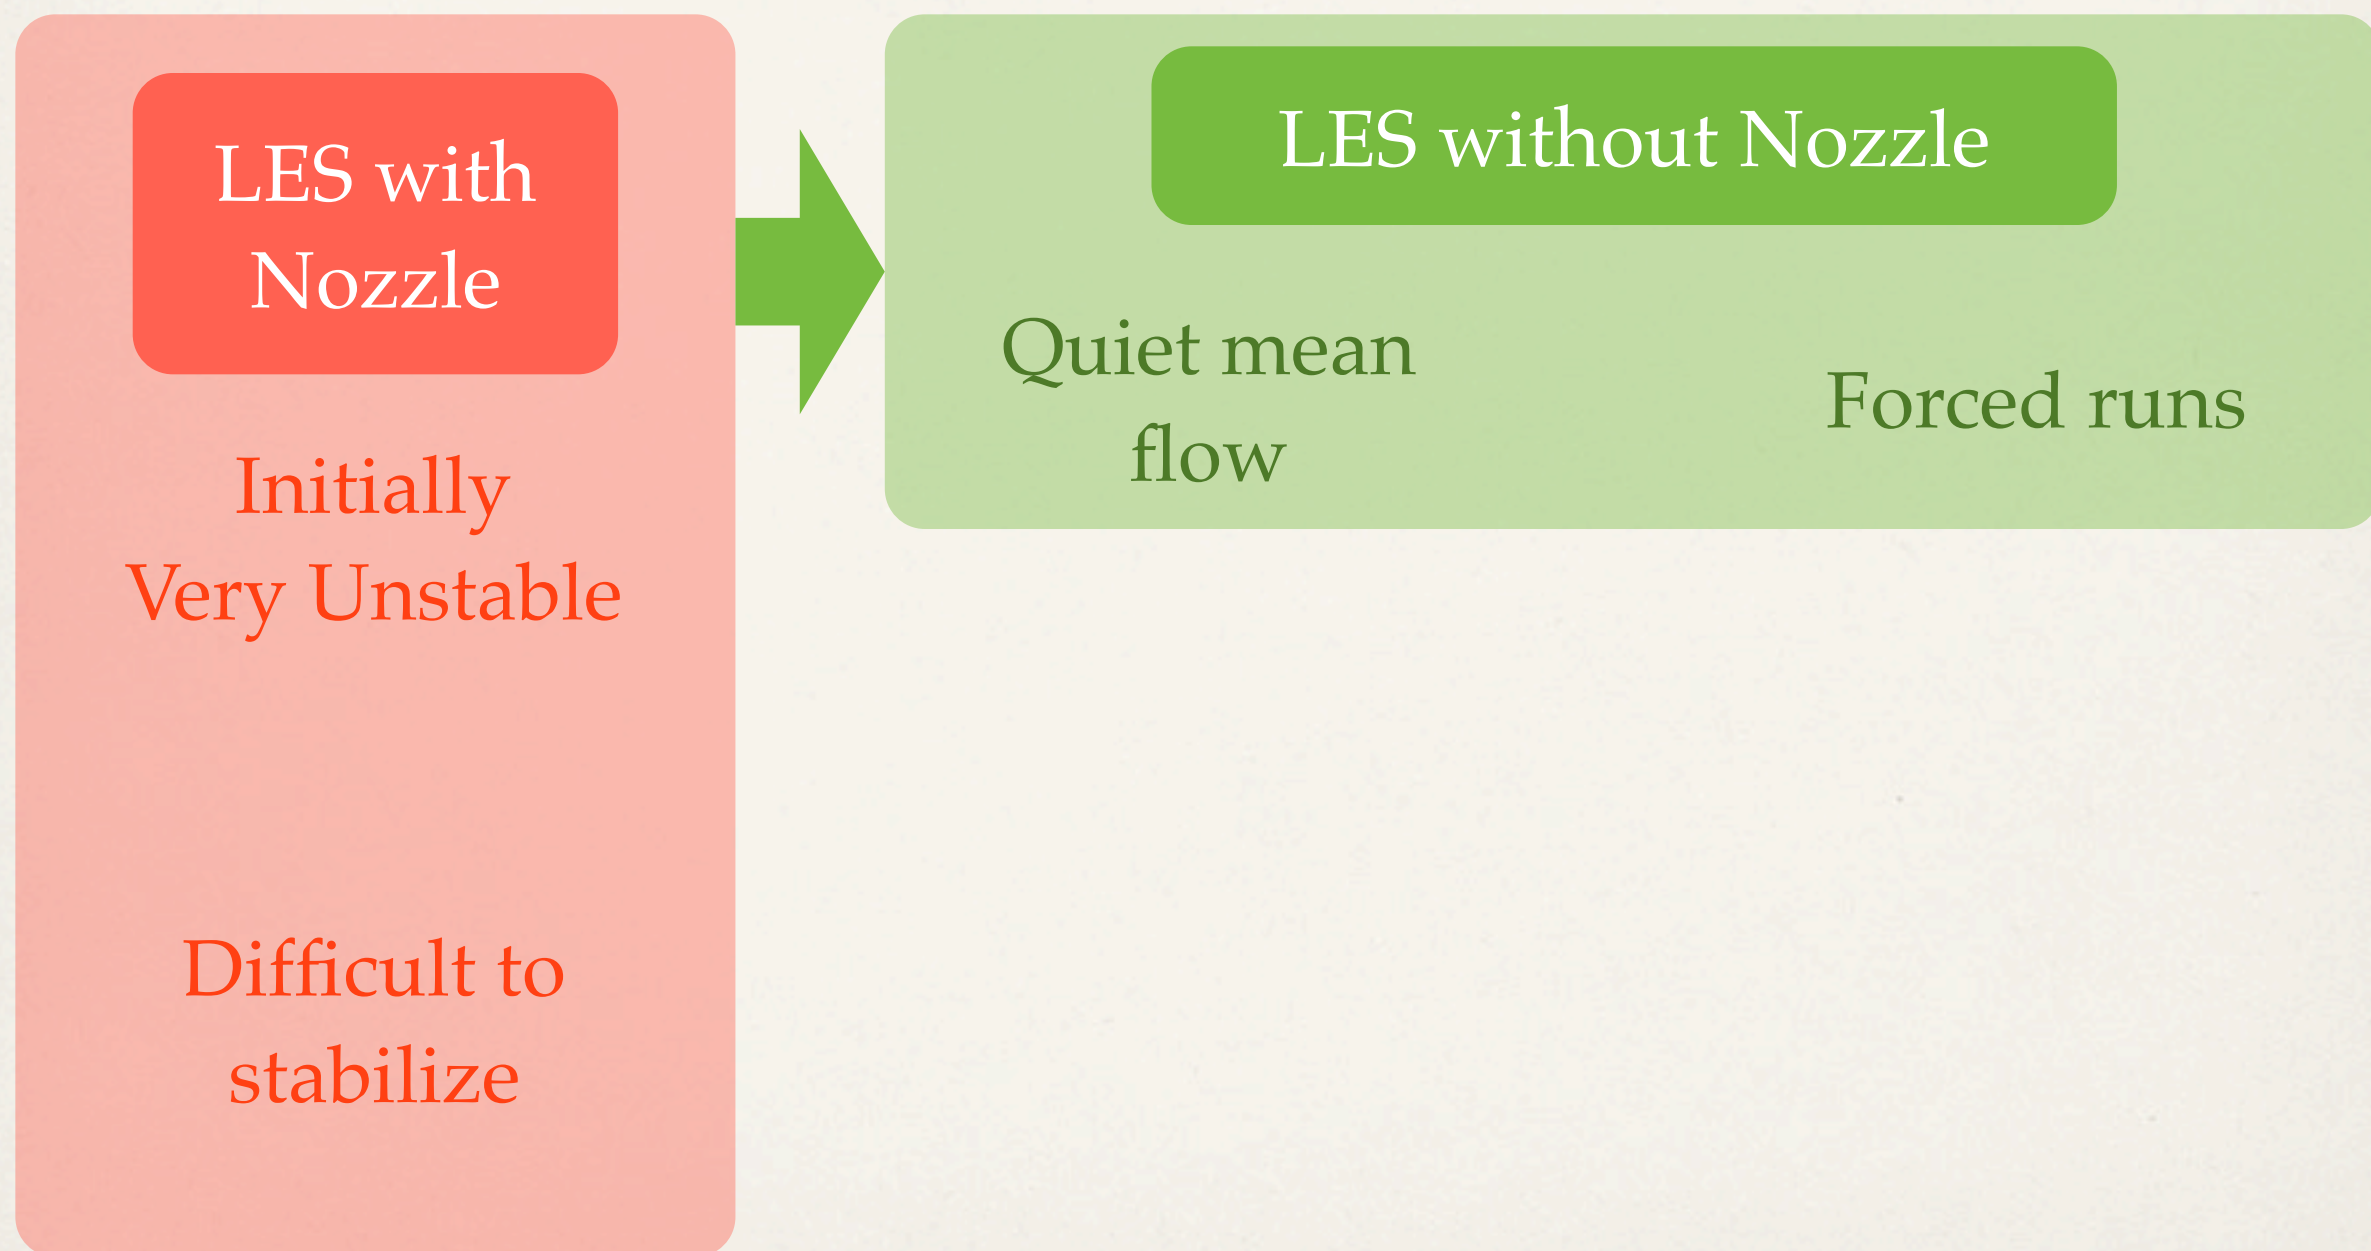 LES with
Nozzle
Initially
Very Unstable
Difficult to
stabilize
LES without Nozzle
Quiet mean
flow
Forced runs